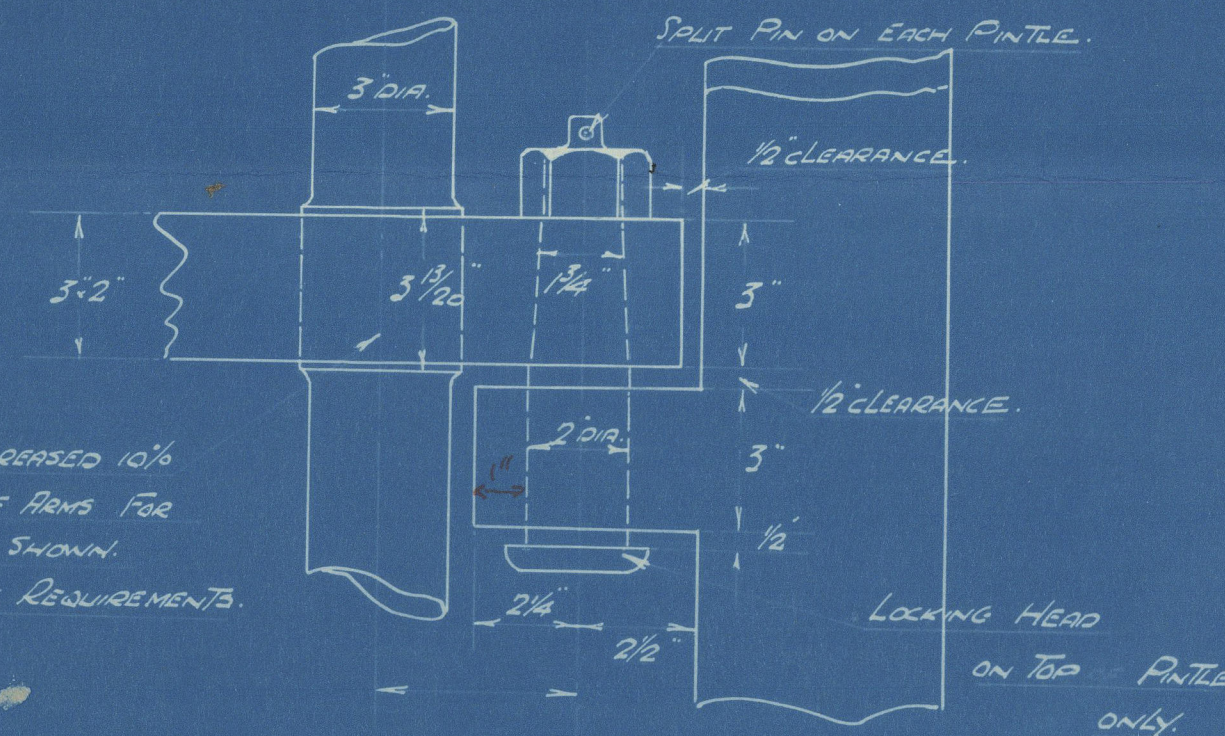 SPLIT PIN ON EACH PINTLE.
3" DIA.
1/2" CLEARANCE.
3 13/20"
1 3/4"
3"
1/2" CLEARANCE.
2" DIA.
3"
1"
REASED 10%
ARMS FOR
SHOWN.
REQUIREMENTS.
1/2"
2 1/4"
2 1/2"
LOCKING HEAD
ON TOP PINTLE
ONLY.